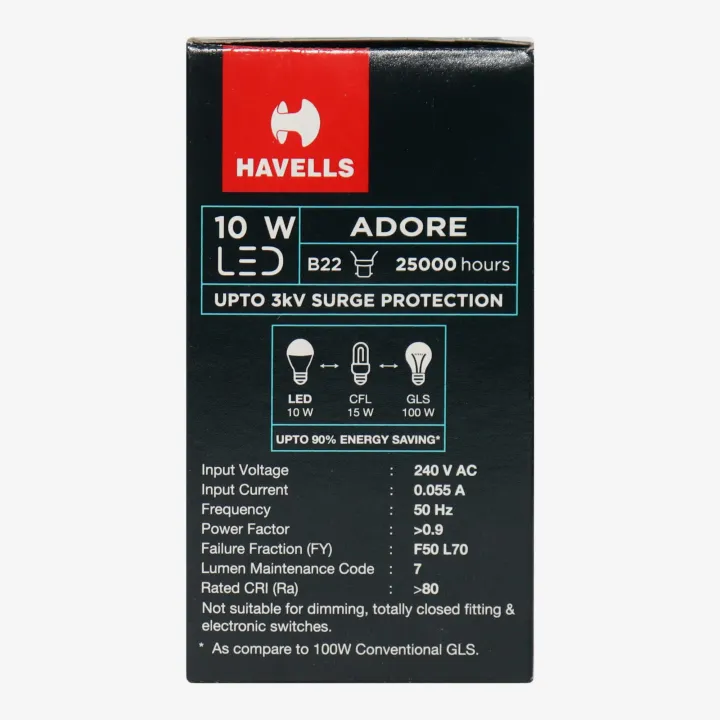 HAVELLS
10 W
LED
ADORE
B22 25000 hours
UPTO 3kV SURGE PROTECTION
LED CFL GLS
10 W 15 W 100 W
UPTO 90% ENERGY SAVING*
Input Voltage : 240 V AC
Input Current : 0.055 A
Frequency : 50 Hz
Power Factor : >0.9
Failure Fraction (FY) : F50 L70
Lumen Maintenance Code : 7
Rated CRI (Ra) : >80
Not suitable for dimming, totally closed fitting &
electronic switches.
* As compare to 100W Conventional GLS.